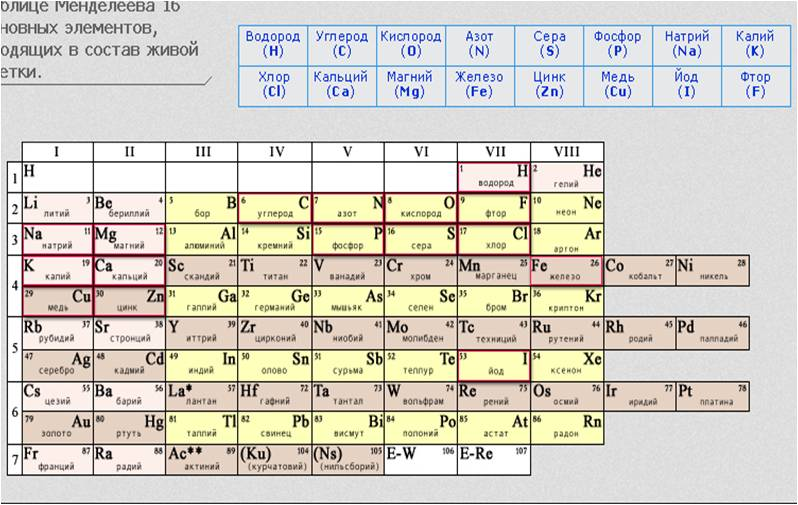 блице Менделеева 16
новных элементов,
одящих в состав живой
етки.
Водород Углерод Кислород Азот Сера Фосфор Натрий Калий
(H) (C) (O) (N) (S) (P) (Na) (K)
Хлор Кальций Магний Железо Цинк Медь Йод Фтор
(Cl) (Ca) (Mg) (Fe) (Zn) (Cu) (I) (F)
I II III IV V VI VII VIII
1 H 1 H 2 He
водород гелий
2 Li 3 Be 4 5 B 6 C 7 N 8 O 9 F 10 Ne
литий бериллий бор углерод азот кислород фтор неон
3 Na 11 Mg 12 13 Al 14 Si 15 P 16 S 17 Cl 18 Ar
натрий магний алюминий кремний фосфор сера хлор аргон
4 K 19 Ca 20 Sc 21 Ti 22 V 23 Cr 24 Mn 25 Fe 26 Co 27 Ni 28
калий кальций скандий титан ванадий хром марганец железо кобальт никель
29 Cu 30 Zn 31 Ga 32 Ge 33 As 34 Se 35 Br 36 Kr
медь цинк галлий германий мышьяк селен бром криптон
5 Rb 37 Sr 38 Y 39 Zr 40 Nb 41 Mo 42 Tc 43 Ru 44 Rh 45 Pd 46
рубидий стронций иттрий цирконий ниобий молибден техниций рутений родий палладий
47 Ag 48 Cd 49 In 50 Sn 51 Sb 52 Te 53 I 54 Xe
серебро кадмий индий олово сурьма теллур йод ксенон
6 Cs 55 Ba 56 La* 57 Hf 72 Ta 73 W 74 Re 75 Os 76 Ir 77 Pt 78
цезий барий лантан гафний тантал вольфрам рений осмий иридий платина
79 Au 80 Hg 81 Tl 82 Pb 83 Bi 84 Po 85 At 86 Rn
золото ртуть таллий свинец висмут полоний астат радон
7 Fr 87 Ra 88 Ac** 89 (Ku) 104 (Ns) 105 E-W 106 E-Re 107
франций радий актиний (курчатовий) (нильсборий)